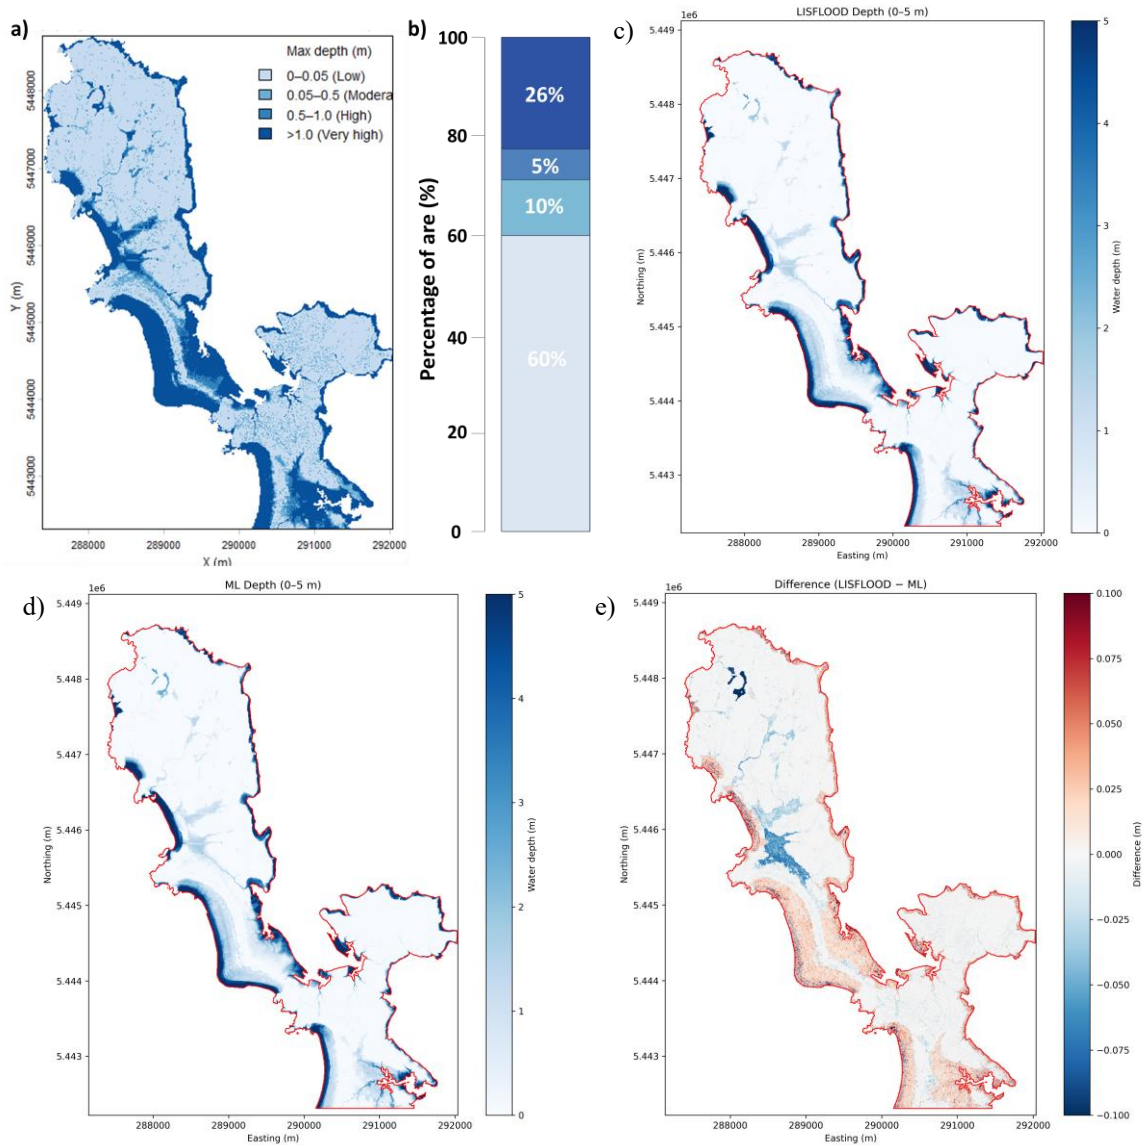 a)
Max depth (m)
0–0.05 (Low)
0.05–0.5 (Modera
0.5–1.0 (High)
>1.0 (Very high)
Y (m)
5448000
5447000
5446000
5445000
5444000
5443000
288000 289000 290000 291000 292000
X (m)
b)
Percentage of are (%)
100
80
60
40
20
0
26%
5%
10%
60%
c)
LISFLOOD Depth (0–5 m)
1e6
5.449
5.448
5.447
5.446
5.445
5.444
5.443
Northing (m)
288000 289000 290000 291000 292000
Easting (m)
5
4
3
2
1
0
Water depth (m)
d)
ML Depth (0–5 m)
1e6
5.449
5.448
5.447
5.446
5.445
5.444
5.443
Northing (m)
288000 289000 290000 291000 292000
Easting (m)
5
4
3
2
1
0
Water depth (m)
e)
Difference (LISFLOOD − ML)
1e6
5.449
5.448
5.447
5.446
5.445
5.444
5.443
Northing (m)
288000 289000 290000 291000 292000
Easting (m)
0.100
0.075
0.050
0.025
0.000
−0.025
−0.050
−0.075
−0.100
Difference (m)